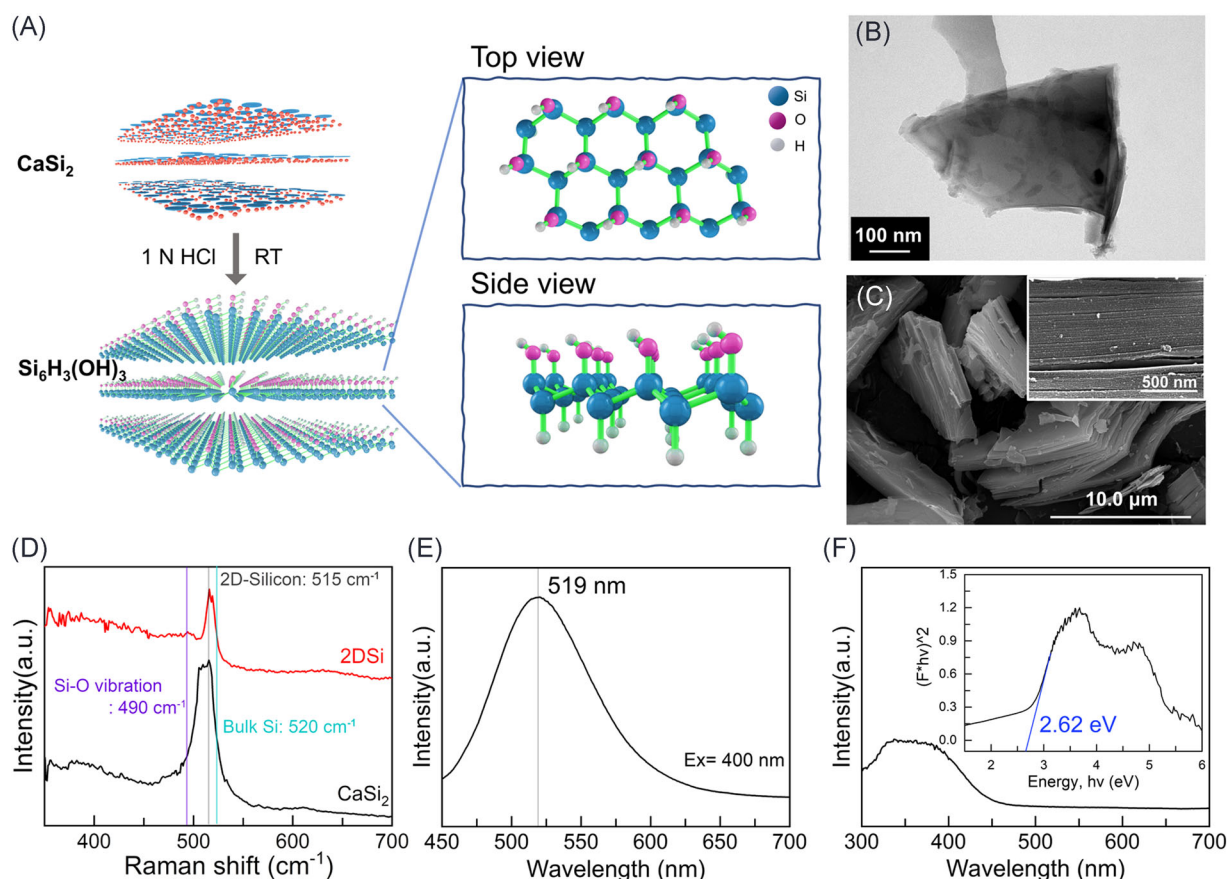 (A)
CaSi₂
1 N HCl
RT
Si₆H₃(OH)₃
Top view
Si
O
H
Side view
(B)
100 nm
(C)
500 nm
10.0 μm
(D)
2D-Silicon: 515 cm⁻¹
2DSi
Si-O vibration
: 490 cm⁻¹
Bulk Si: 520 cm⁻¹
CaSi₂
Intensity(a.u.)
400 500 600 700
Raman shift (cm⁻¹)
(E)
519 nm
Ex= 400 nm
Intensity(a.u.)
450 500 550 600 650 700
Wavelength (nm)
(F)
1.5
1.2
0.9
0.6
0.3
0.0
(F*hv)^2
2.62 eV
2 3 4 5 6
Energy, hv (eV)
Intensity(a.u.)
300 400 500 600 700
Wavelength (nm)